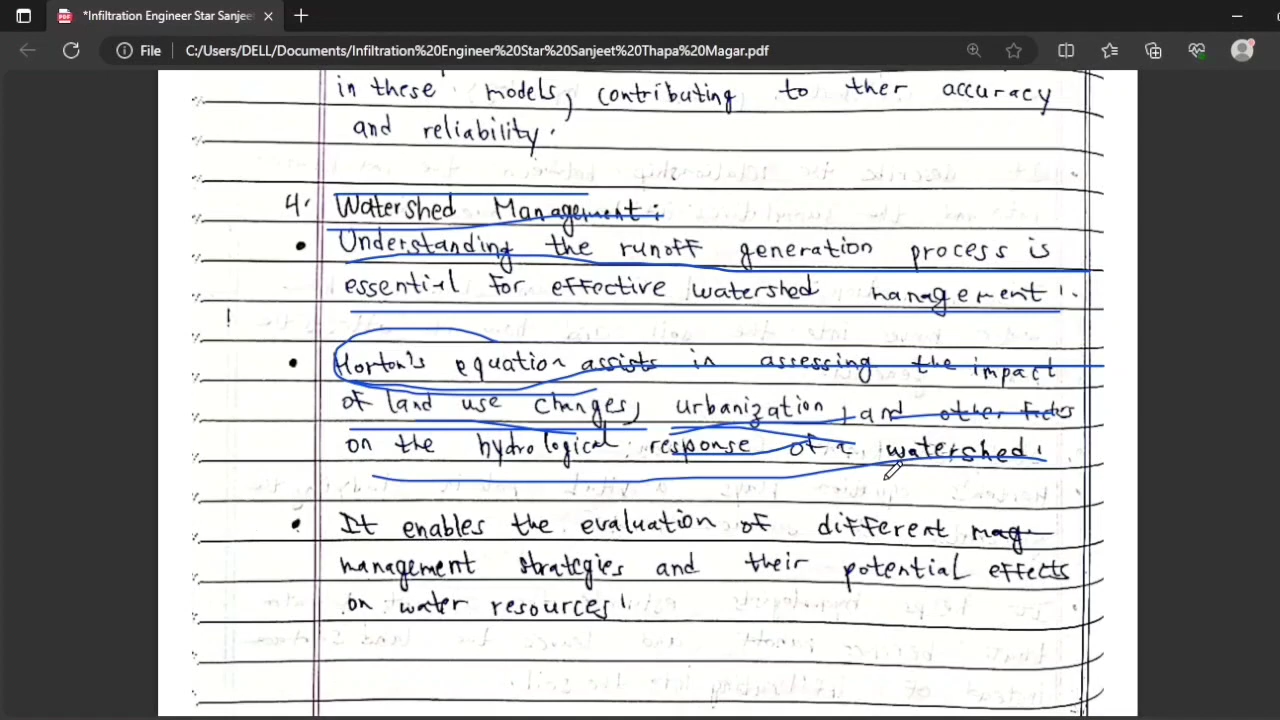 *Infiltration Engineer Star Sanjee
File C:/Users/DELL/Documents/Infiltration%20Engineer%20Star%20Sanjeet%20Thapa%20Magar.pdf
in these models, contributing to ther accuracy
and reliability.
4. Watershed Management:
• Understanding the runoff generation process is
essential for effective watershed management.
• Horton's equation assists in assessing the impact
of land use changes, urbanization, and other
on the hydrological response of a watershed.
• It enables the evaluation of different mag
management strategies and their potential effects
on water resources.